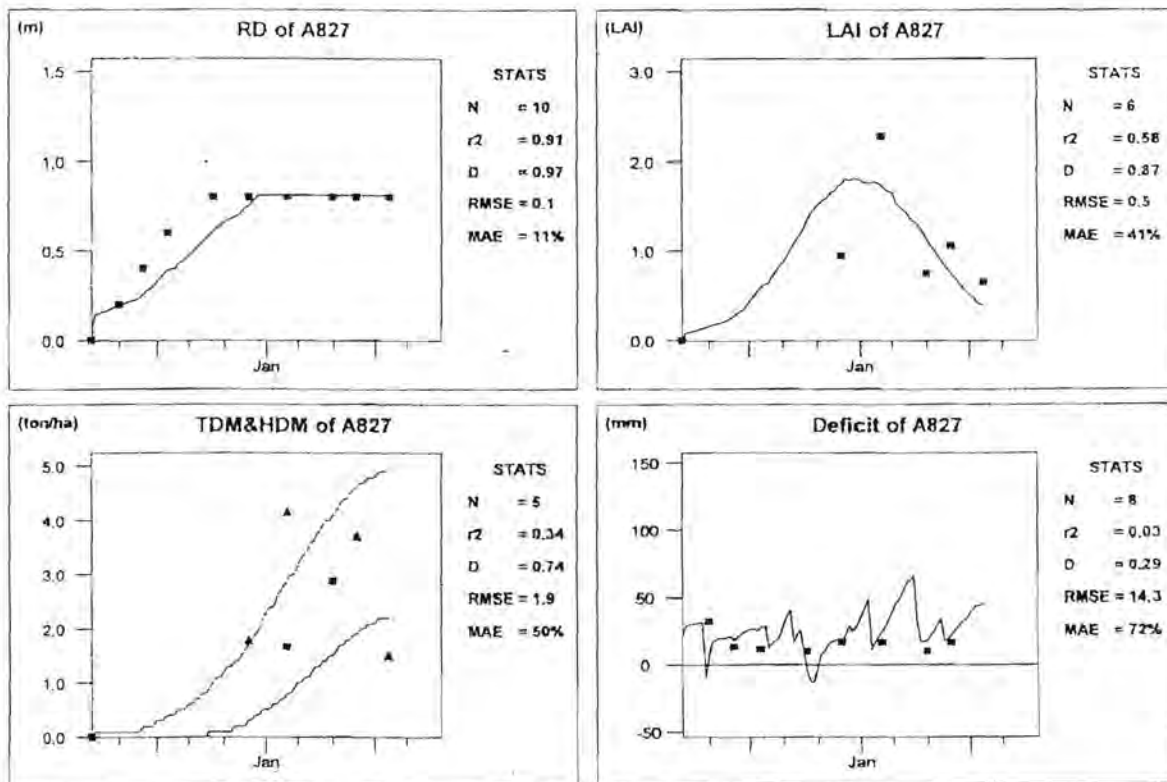 (m) RD of A827
1.5
1.0
0.5
0.0
Jan
STATS
N = 10
r2 = 0.91
D = 0.97
RMSE = 0.1
MAE = 11%
(LAI) LAI of A827
3.0
2.0
1.0
0.0
Jan
STATS
N = 6
r2 = 0.58
D = 0.87
RMSE = 0.5
MAE = 41%
(ton/ha) TDM&HDM of A827
5.0
4.0
3.0
2.0
1.0
0.0
Jan
STATS
N = 5
r2 = 0.34
D = 0.74
RMSE = 1.9
MAE = 50%
(mm) Deficit of A827
150
100
50
0
-50
Jan
STATS
N = 8
r2 = 0.03
D = 0.29
RMSE = 14.3
MAE = 72%